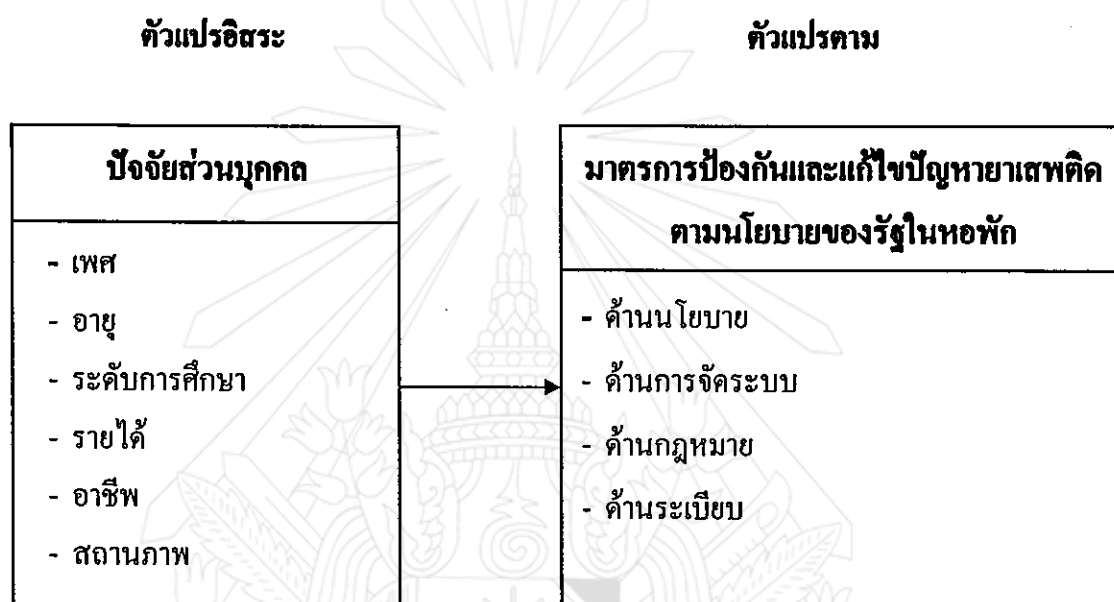 ตัวแปรอิสระ
ตัวแปรตาม
ปัจจัยส่วนบุคคล
- เพศ
- อายุ
- ระดับการศึกษา
- รายได้
- อาชีพ
- สถานภาพ
มาตรการป้องกันและแก้ไขปัญหายาเสพติด
ตามนโยบายของรัฐในหอพัก
- ด้านนโยบาย
- ด้านการจัดระบบ
- ด้านกฎหมาย
- ด้านระเบียบ